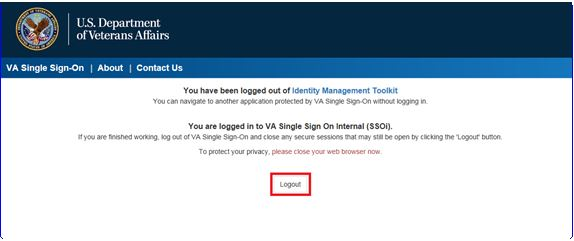 U.S. Department
of Veterans Affairs
VA Single Sign-On | About | Contact Us
You have been logged out of Identity Management Toolkit
You can navigate to another application protected by VA Single Sign-On without logging in.
You are logged in to VA Single Sign On Internal (SSOi).
If you are finished working, log out of VA Single Sign-On and close any secure sessions that may still be open by clicking the 'Logout' button.
To protect your privacy, please close your web browser now.
Logout